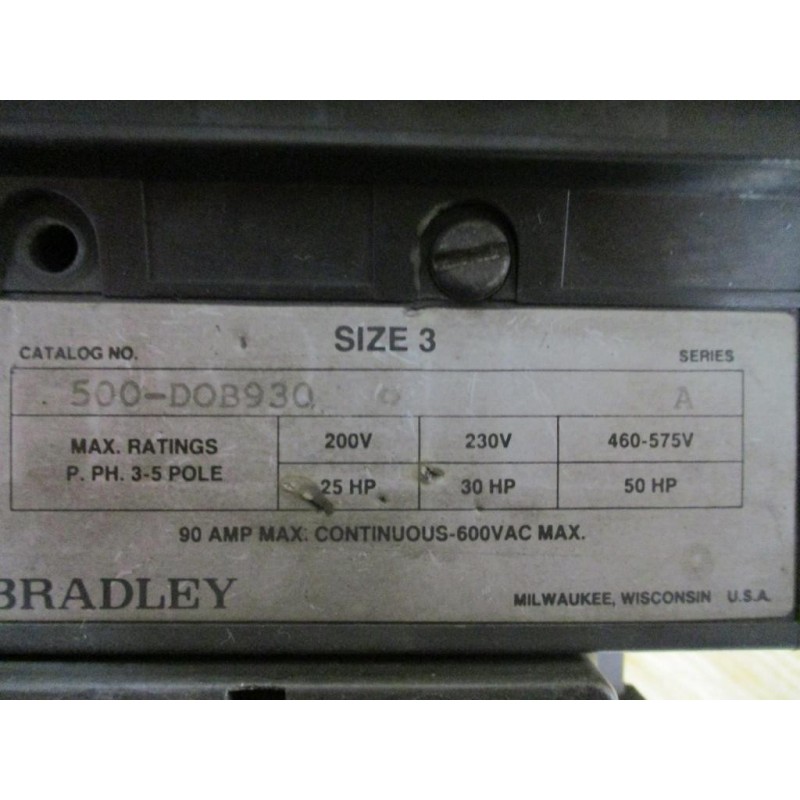 SIZE 3
CATALOG NO. SERIES
500-DOB930 A
MAX. RATINGS 200V 230V 460-575V
P. PH. 3-5 POLE 25 HP 30 HP 50 HP
90 AMP MAX. CONTINUOUS-600VAC MAX.
BRADLEY
MILWAUKEE, WISCONSIN U.S.A.